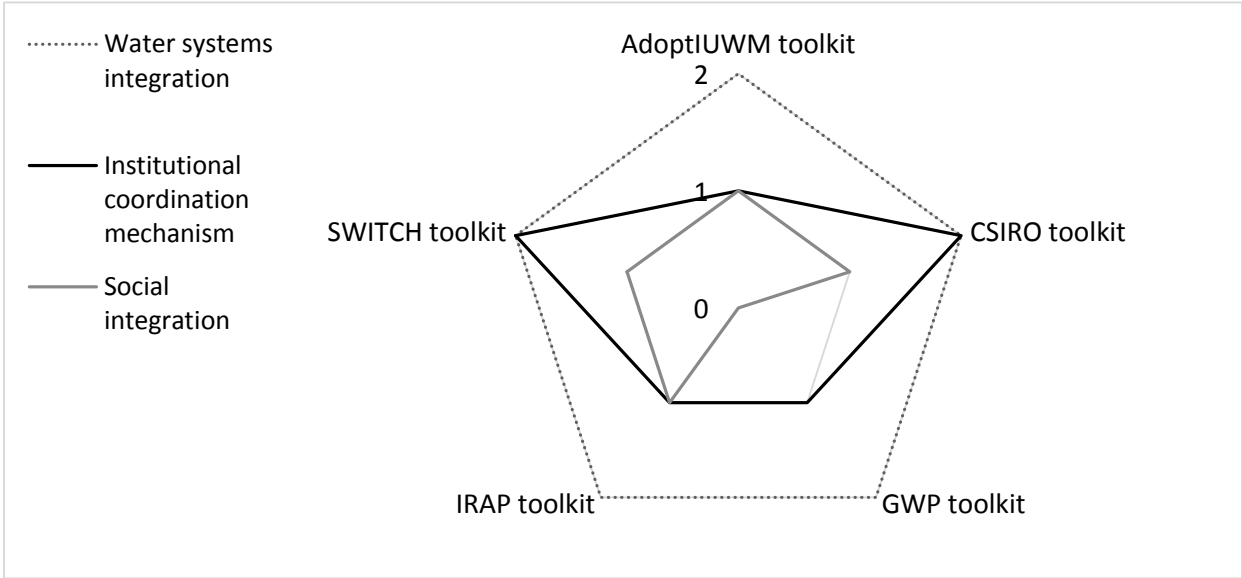 Water systems
integration
Institutional
coordination
mechanism
Social
integration
AdoptIUWM toolkit
2
1
0
SWITCH toolkit
CSIRO toolkit
IRAP toolkit
GWP toolkit